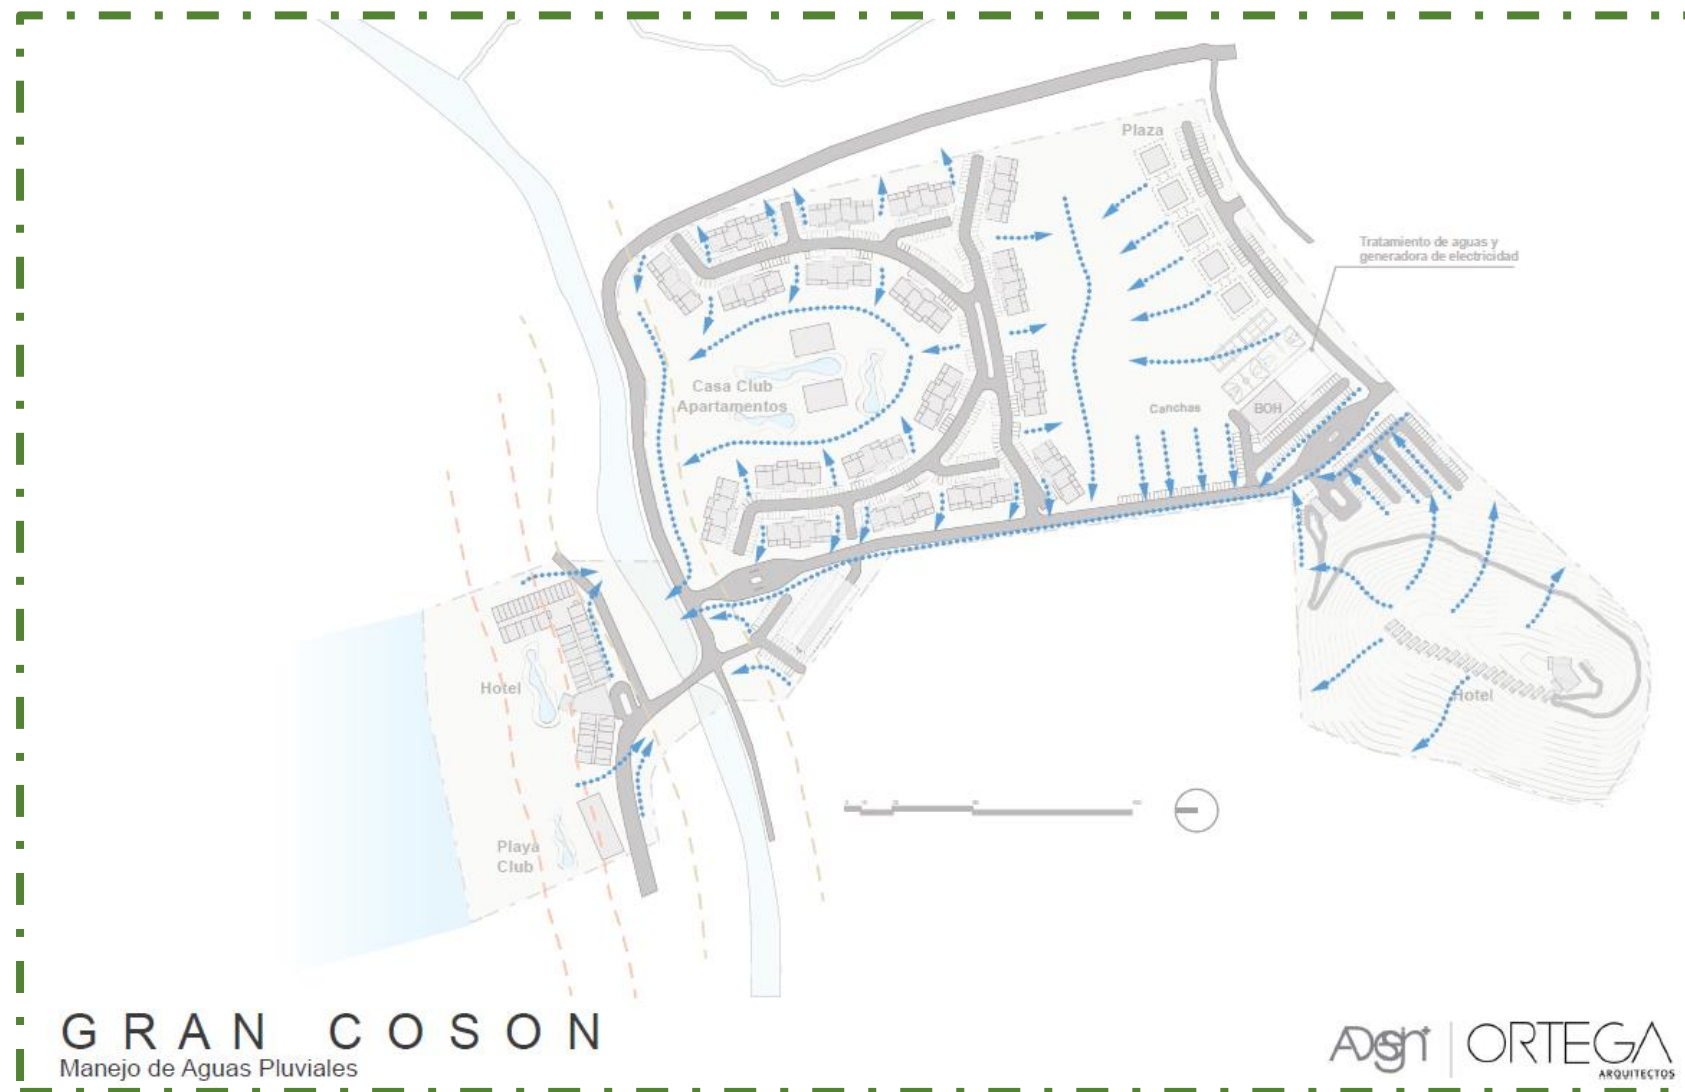 Plaza
Tratamiento de aguas y
generadora de electricidad
Casa Club
Apartamentos
Canchas
BOH
Hotel
Hotel
Playa
Club
GRAN COSON
Manejo de Aguas Pluviales
ADesign+
ORTEGA
ARQUITECTOS